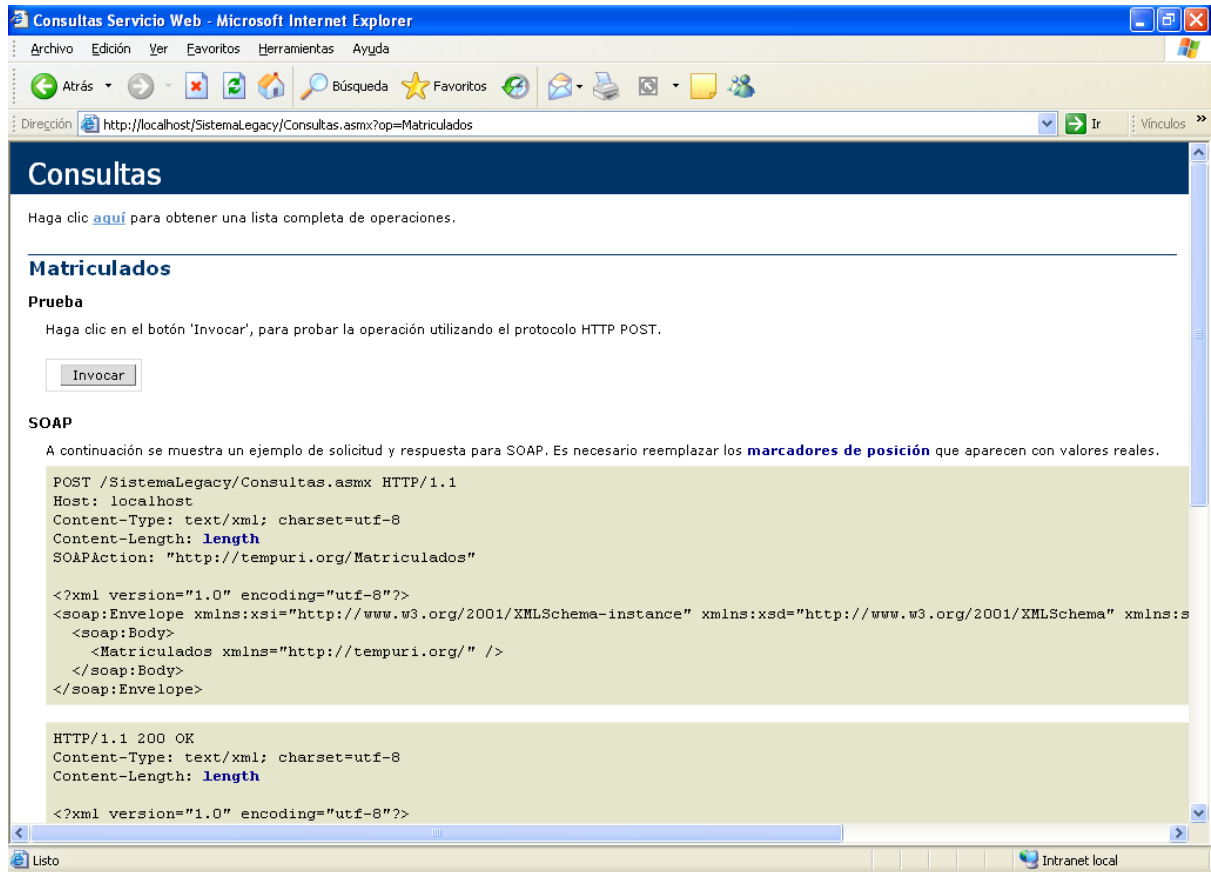 Consultas Servicio Web - Microsoft Internet Explorer
Archivo Edición Ver Favoritos Herramientas Ayuda
Atrás Búsqueda Favoritos
Dirección http://localhost/SistemaLegacy/Consultas.asmx?op=Matriculados Ir Vínculos »
Consultas
Haga clic aquí para obtener una lista completa de operaciones.
Matriculados
Prueba
Haga clic en el botón 'Invocar', para probar la operación utilizando el protocolo HTTP POST.
Invocar
SOAP
A continuación se muestra un ejemplo de solicitud y respuesta para SOAP. Es necesario reemplazar los marcadores de posición que aparecen con valores reales.
POST /SistemaLegacy/Consultas.asmx HTTP/1.1
Host: localhost
Content-Type: text/xml; charset=utf-8
Content-Length: length
SOAPAction: "http://tempuri.org/Matriculados"
<?xml version="1.0" encoding="utf-8"?>
<soap:Envelope xmlns:xsi="http://www.w3.org/2001/XMLSchema-instance" xmlns:xsd="http://www.w3.org/2001/XMLSchema" xmlns:s
<soap:Body>
<Matriculados xmlns="http://tempuri.org/" />
</soap:Body>
</soap:Envelope>
HTTP/1.1 200 OK
Content-Type: text/xml; charset=utf-8
Content-Length: length
<?xml version="1.0" encoding="utf-8"?>
Listo Intranet local